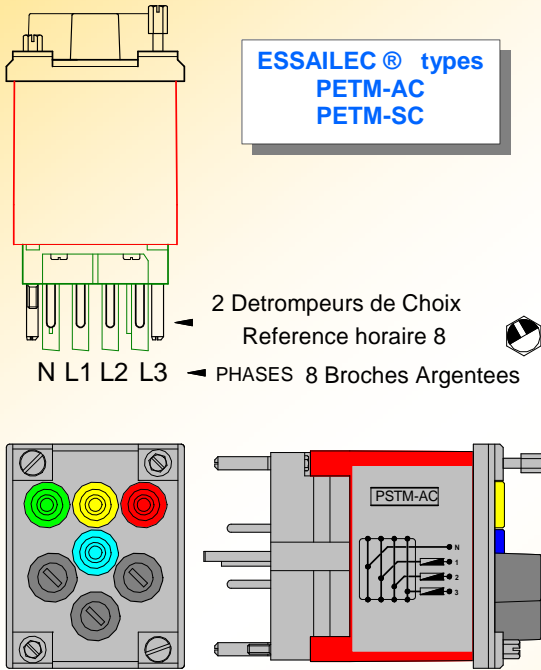 ESSAILEC ® types
PETM-AC
PETM-SC
2 Detrompeurs de Choix
Reference horaire 8
N L1 L2 L3
PHASES 8 Broches Argentees
PSTM-AC
N
1
2
3